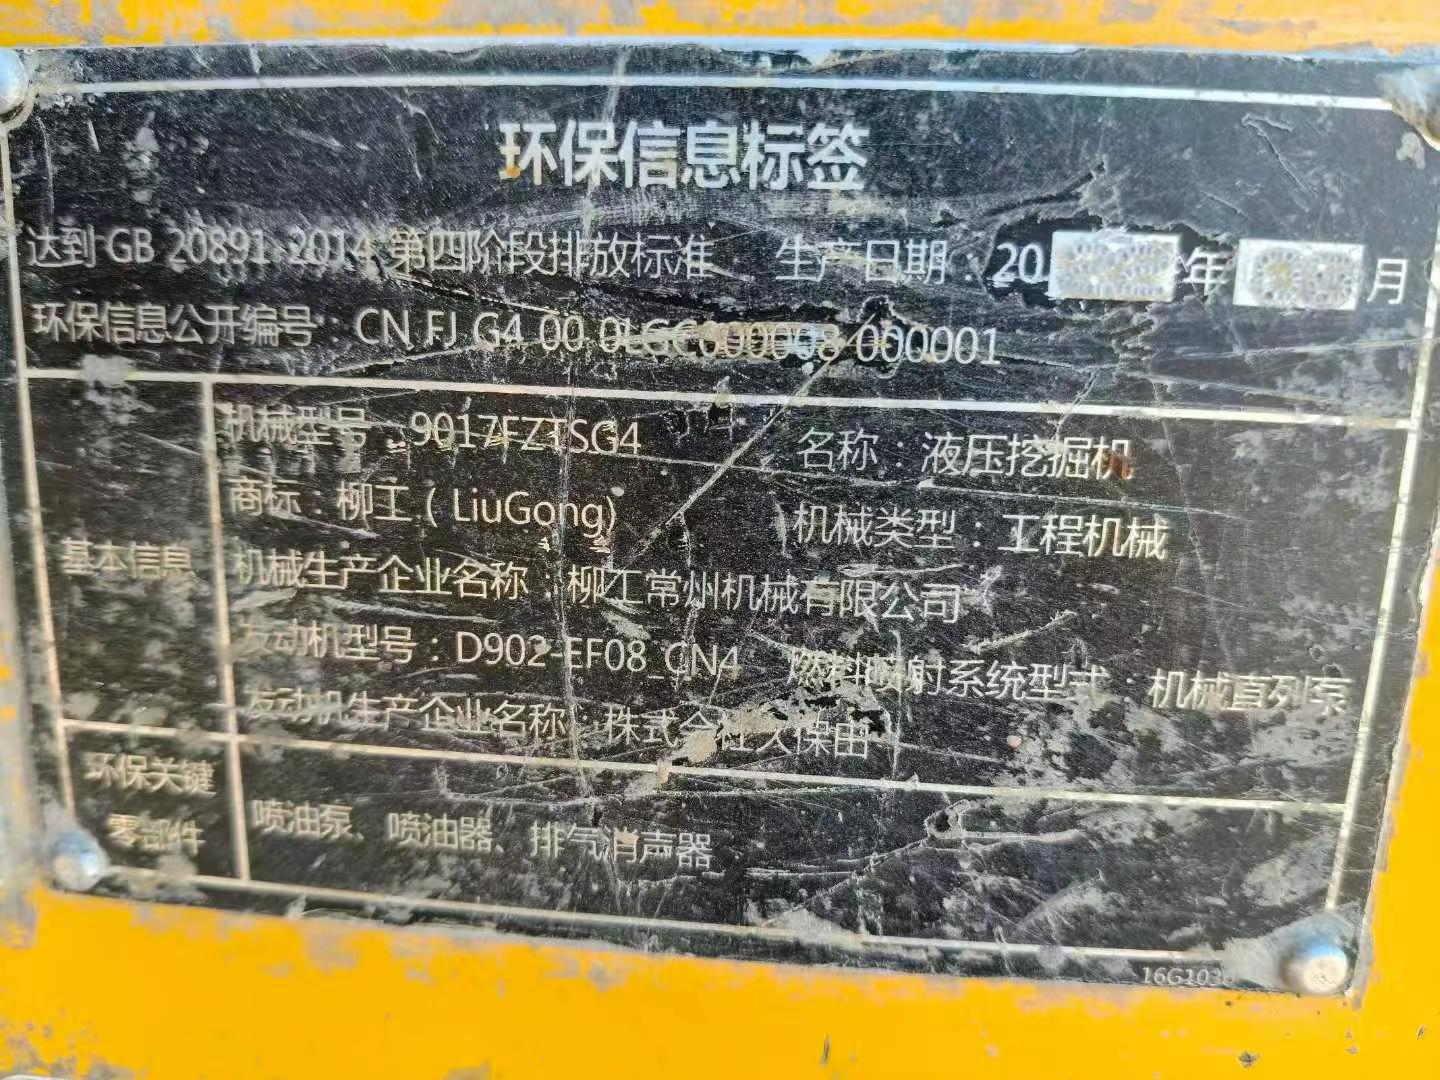 环保信息标签
达到 GB 20891-2014 第四阶段排放标准 生产日期：20 年 月
环保信息公开编号：CN FJ G4 00 0LGC000008 000001
机械型号：9017FZTSG4 名称：液压挖掘机
商标：柳工（LiuGong) 机械类型：工程机械
基本信息
机械生产企业名称：柳工常州机械有限公司
发动机型号：D902-EF08_CN4 燃料喷射系统型式：机械直列泵
发动机生产企业名称：株式会社久保田
环保关键
零部件
喷油泵、喷油器、排气消声器